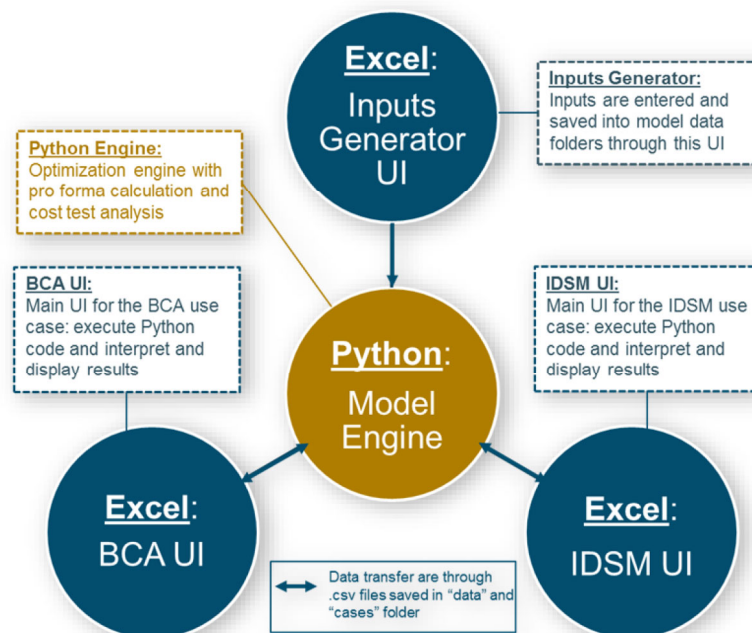 Excel:
Inputs
Generator
UI
Inputs Generator:
Inputs are entered and
saved into model data
folders through this UI
Python Engine:
Optimization engine with
pro forma calculation and
cost test analysis
BCA UI:
Main UI for the BCA use
case: execute Python
code and interpret and
display results
IDSM UI:
Main UI for the IDSM use
case: execute Python
code and interpret and
display results
Python:
Model
Engine
Excel:
BCA UI
Excel:
IDSM UI
Data transfer are through
.csv files saved in “data” and
“cases” folder